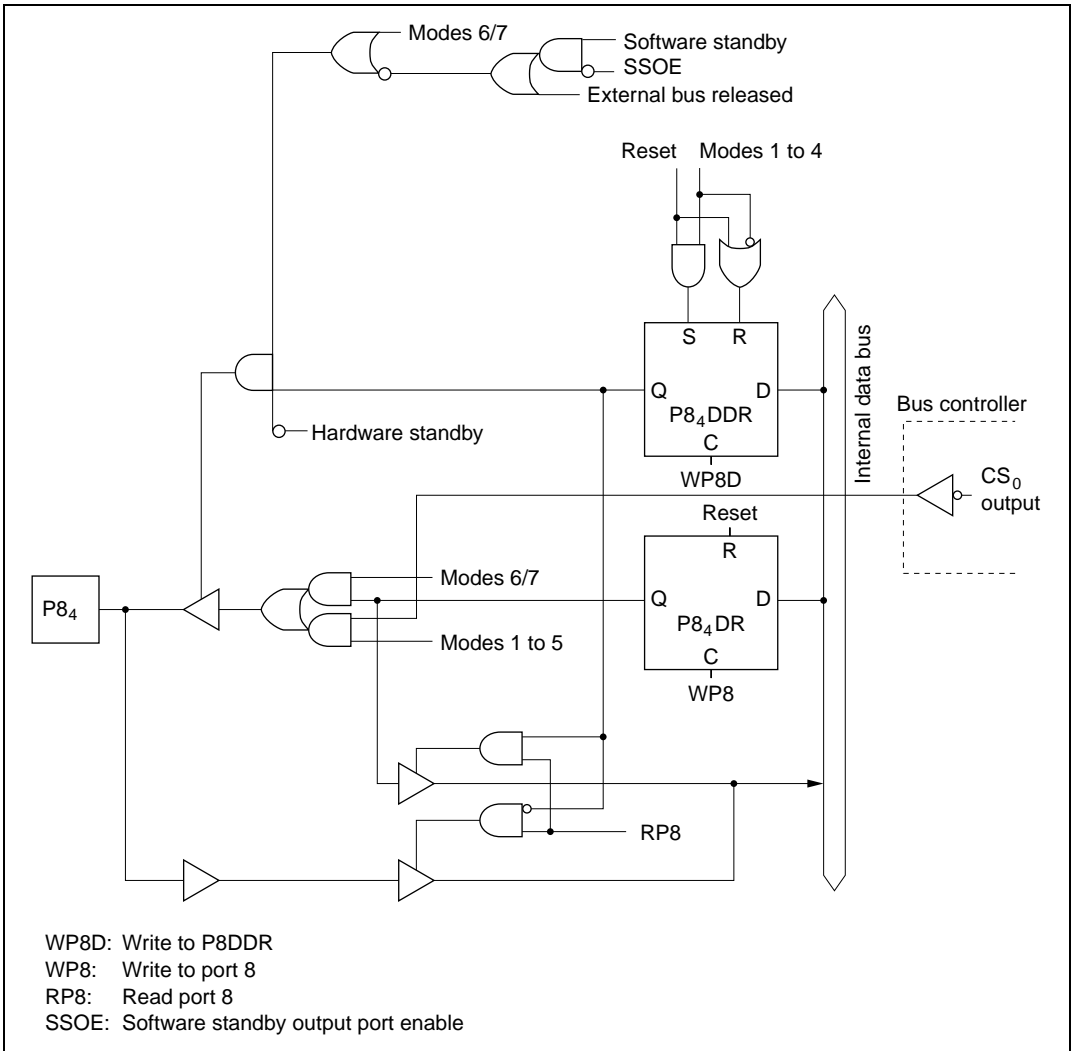 Modes 6/7
Software standby
SSOE
External bus released
Reset Modes 1 to 4
S R
Q D
P8₄DDR
C
WP8D
Hardware standby
Internal data bus
Bus controller
CS₀
output
Reset
R
Modes 6/7
Q D
P8₄DR
C
WP8
P8₄
Modes 1 to 5
RP8
WP8D: Write to P8DDR
WP8: Write to port 8
RP8: Read port 8
SSOE: Software standby output port enable